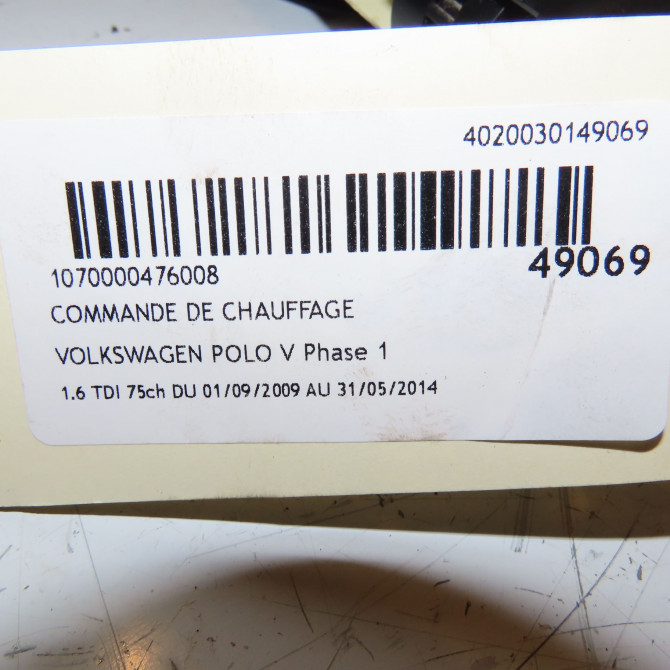 4020030149069
1070000476008
49069
COMMANDE DE CHAUFFAGE
VOLKSWAGEN POLO V Phase 1
1.6 TDI 75ch DU 01/09/2009 AU 31/05/2014